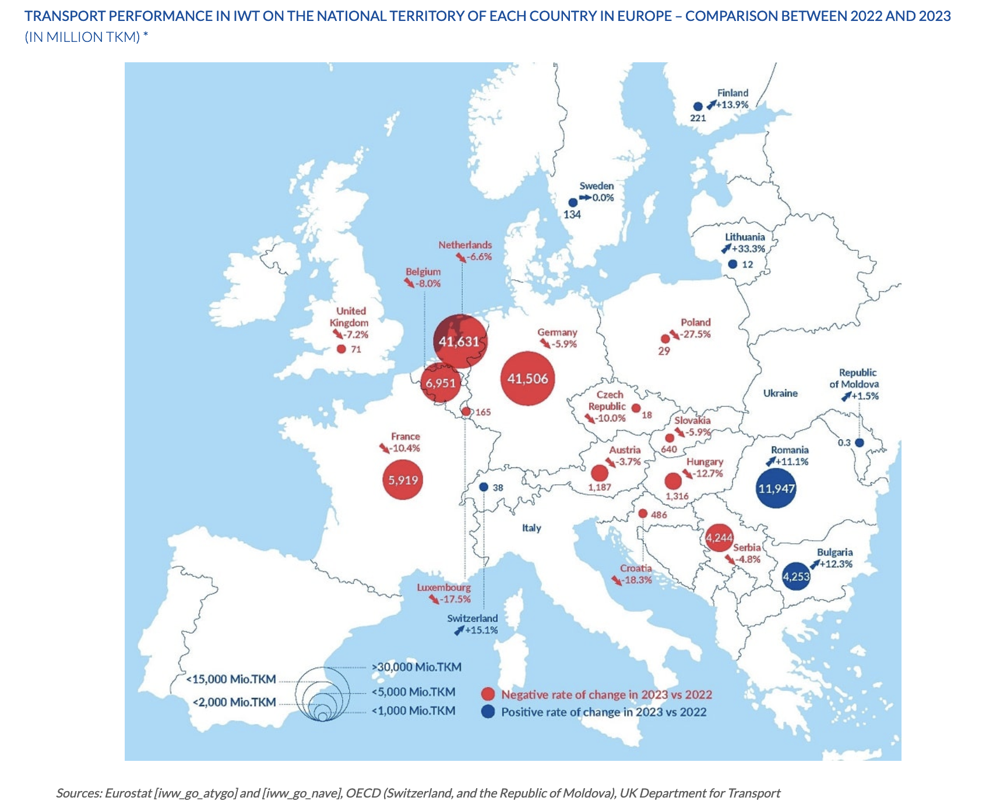 TRANSPORT PERFORMANCE IN IWT ON THE NATIONAL TERRITORY OF EACH COUNTRY IN EUROPE – COMPARISON BETWEEN 2022 AND 2023
(IN MILLION TKM) *
Finland
+13.9%
221
Sweden
0.0%
134
Lithuania
+33.3%
12
Netherlands
-6.6%
41,631
Belgium
-8.0%
6,951
United
Kingdom
-7.2%
71
Germany
-5.9%
41,506
Poland
-27.5%
29
Republic
of Moldova
+1.5%
0.3
Ukraine
Czech
Republic
-10.0%
18
165
Slovakia
-5.9%
640
France
-10.4%
5,919
Austria
-3.7%
1,187
Hungary
-12.7%
1,316
Romania
+11.1%
11,947
38
486
Italy
4,244
Serbia
-4.8%
Bulgaria
+12.3%
4,253
Croatia
-18.3%
Luxembourg
-17.5%
Switzerland
+15.1%
>30,000 Mio.TKM
<15,000 Mio.TKM
<5,000 Mio.TKM
<2,000 Mio.TKM
<1,000 Mio.TKM
Negative rate of change in 2023 vs 2022
Positive rate of change in 2023 vs 2022
Sources: Eurostat [iww_go_atygo] and [iww_go_nave], OECD (Switzerland, and the Republic of Moldova), UK Department for Transport